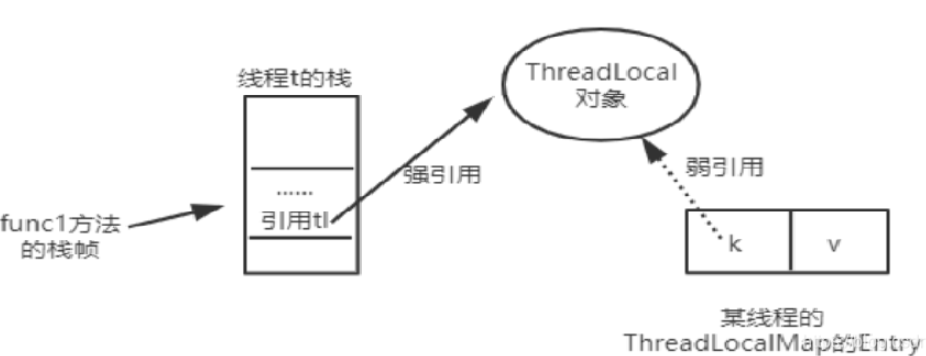 线程t的栈
ThreadLocal
对象
强引用
弱引用
……
引用tl
func1方法
的栈帧
k
v
某线程的
ThreadLocalMap的Entry